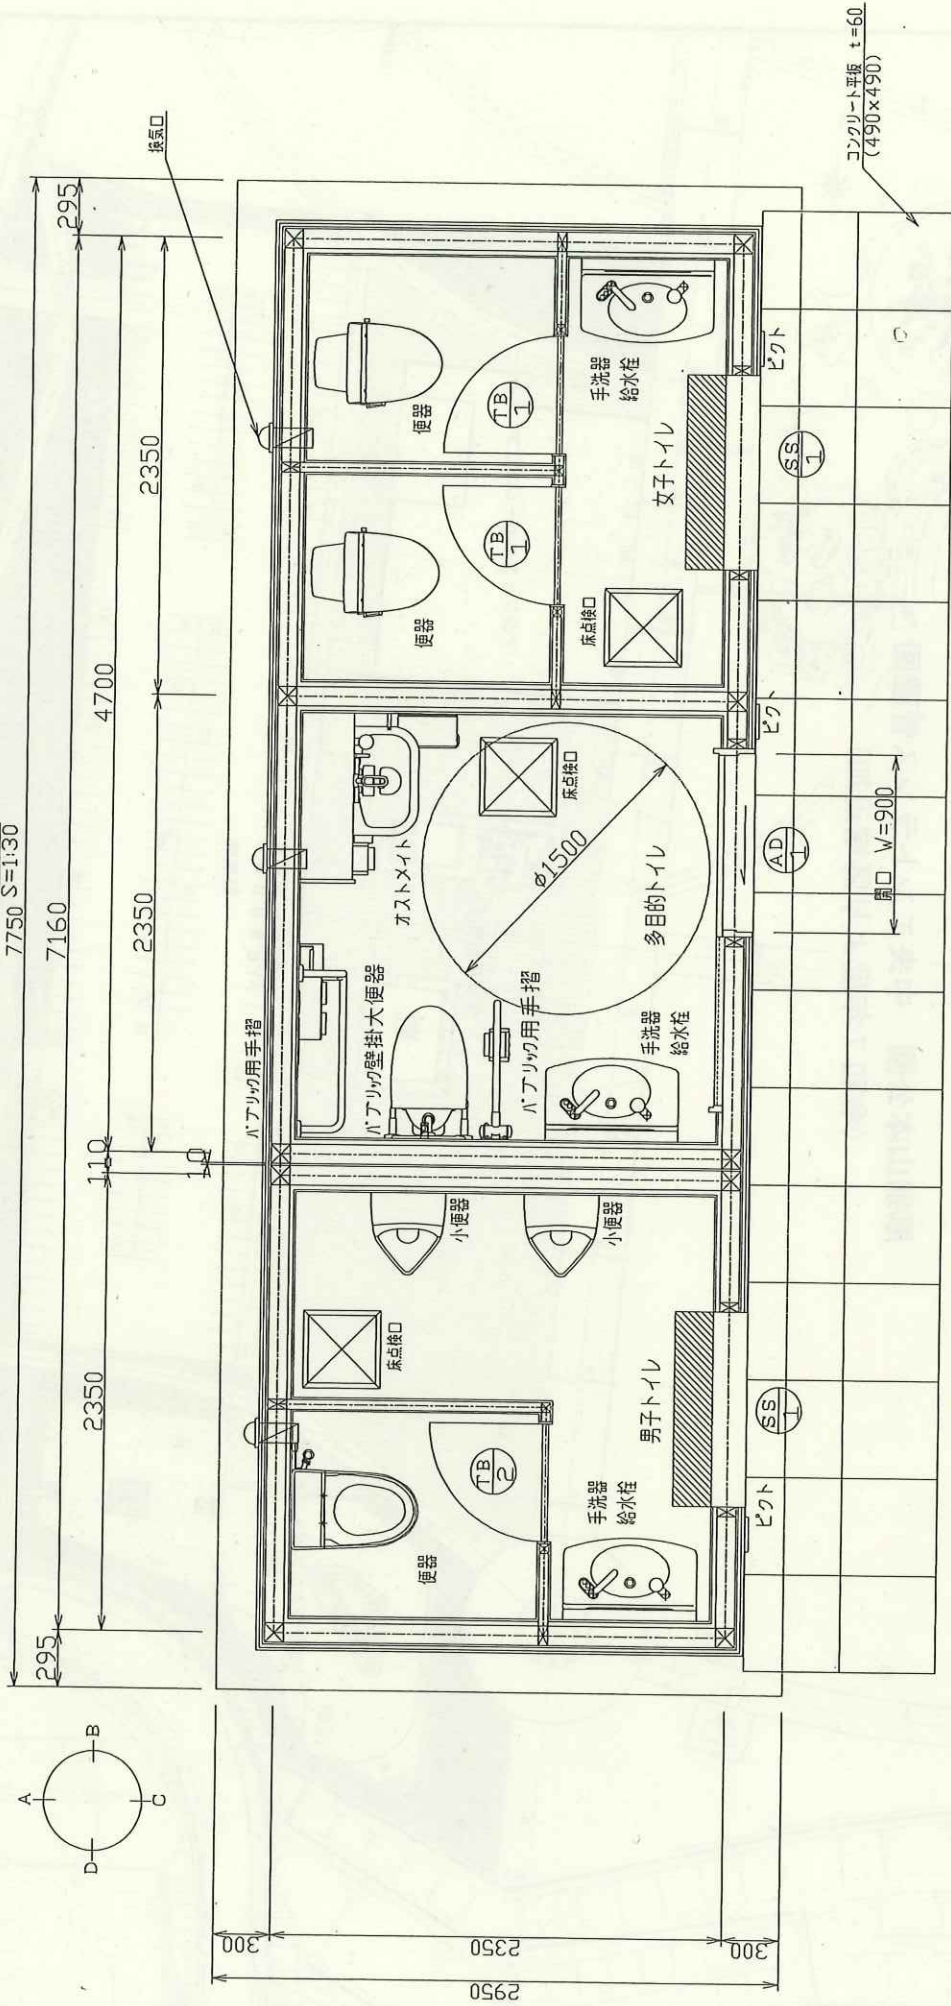 7750 S=1:30
7160
295
4700
295
2350
110
10
2350
2350
換気口
A
B
C
D
300
2350
300
2950
パブリック用手摺
パブリック壁掛大便器
パブリック用手摺
オストメイト
床点検口
床点検口
床点検口
小便器
小便器
便器
便器
便器
TB
2
TB
1
TB
1
手洗器
給水栓
手洗器
給水栓
手洗器
給水栓
男子トイレ
多目的トイレ
女子トイレ
ø1500
ピクト
ピクト
ピクト
SS
1
AD
1
SS
1
開口 W=900
コンクリート平板 t=60
(490x490)